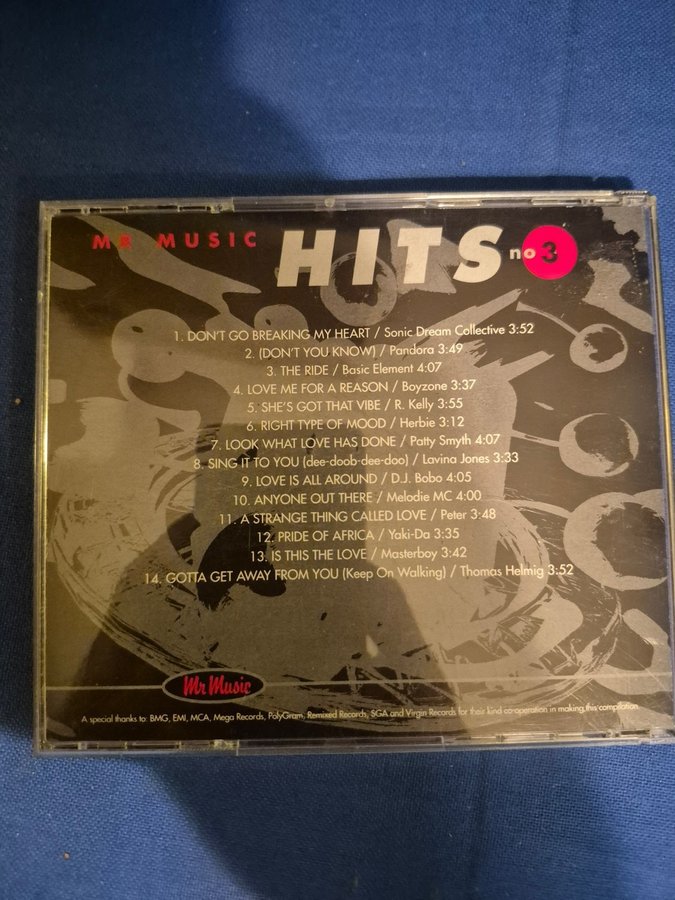 MR MUSIC HITS no 3
1. DON'T GO BREAKING MY HEART / Sonic Dream Collective 3:52
2. (DON'T YOU KNOW) / Pandora 3:49
3. THE RIDE / Basic Element 4:07
4. LOVE ME FOR A REASON / Boyzone 3:37
5. SHE'S GOT THAT VIBE / R. Kelly 3:55
6. RIGHT TYPE OF MOOD / Herbie 3:12
7. LOOK WHAT LOVE HAS DONE / Patty Smyth 4:07
8. SING IT TO YOU (dee-doob-dee-doo) / Lavina Jones 3:33
9. LOVE IS ALL AROUND / D.J. Bobo 4:05
10. ANYONE OUT THERE / Melodie MC 4:00
11. A STRANGE THING CALLED LOVE / Peter 3:48
12. PRIDE OF AFRICA / Yaki-Da 3:35
13. IS THIS THE LOVE / Masterboy 3:42
14. GOTTA GET AWAY FROM YOU (Keep On Walking) / Thomas Helmig 3:52
Mr Music
A special thanks to: BMG, EMI, MCA, Mega Records, PolyGram, Remixed Records, SGA and Virgin Records for their kind co-operation in making this compilation